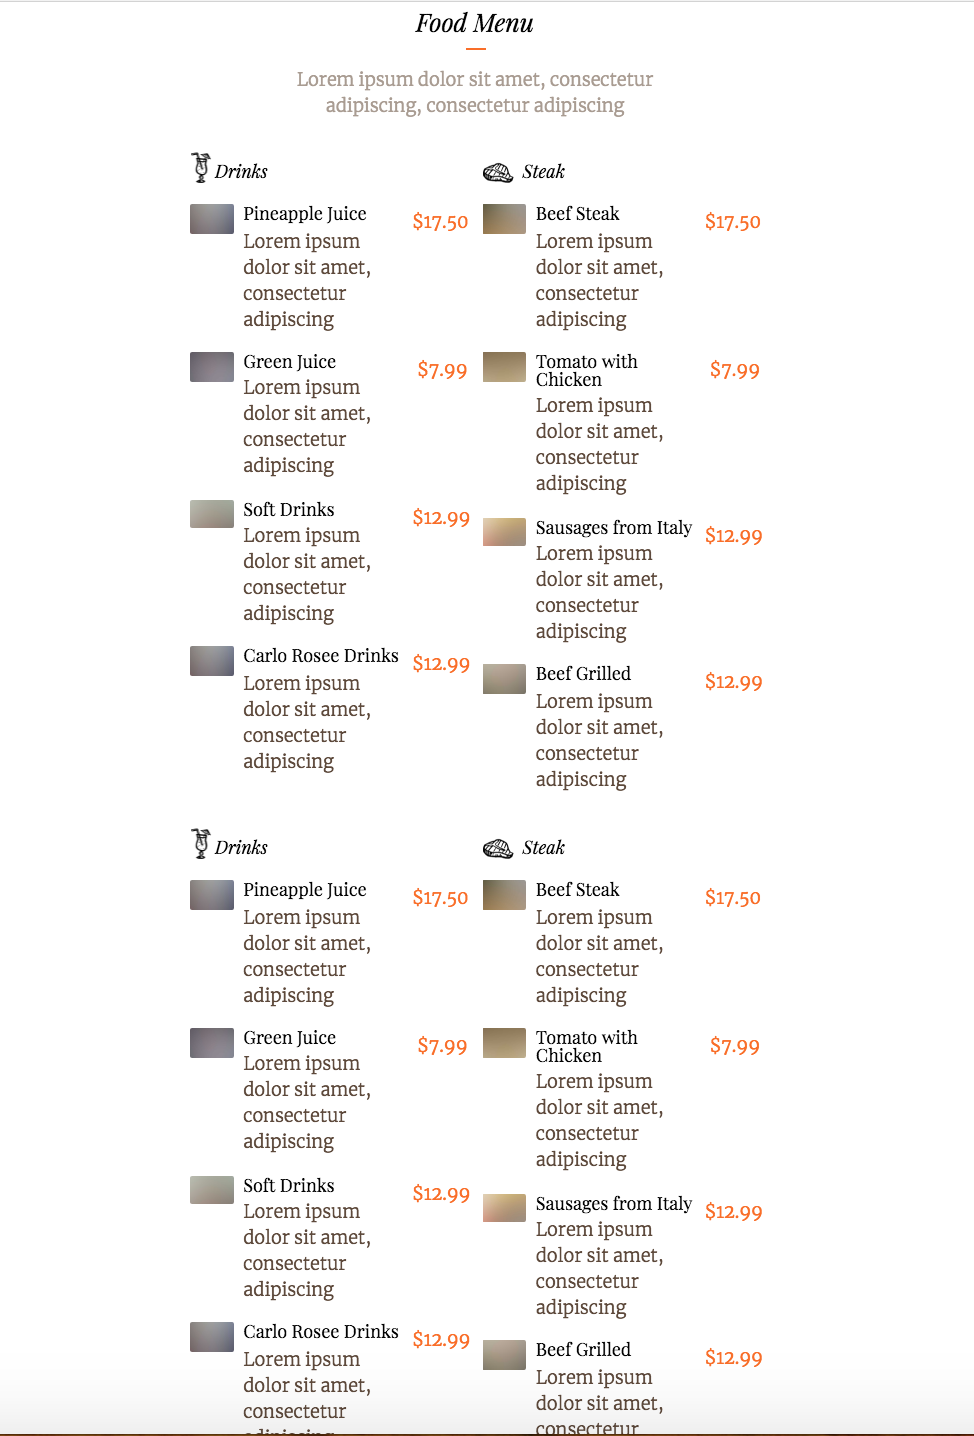 Food Menu
Lorem ipsum dolor sit amet, consectetur
adipiscing, consectetur adipiscing
Drinks
Pineapple Juice $17.50
Lorem ipsum
dolor sit amet,
consectetur
adipiscing
Green Juice $7.99
Lorem ipsum
dolor sit amet,
consectetur
adipiscing
Soft Drinks $12.99
Lorem ipsum
dolor sit amet,
consectetur
adipiscing
Carlo Rosee Drinks $12.99
Lorem ipsum
dolor sit amet,
consectetur
adipiscing
Steak
Beef Steak $17.50
Lorem ipsum
dolor sit amet,
consectetur
adipiscing
Tomato with $7.99
Chicken
Lorem ipsum
dolor sit amet,
consectetur
adipiscing
Sausages from Italy $12.99
Lorem ipsum
dolor sit amet,
consectetur
adipiscing
Beef Grilled $12.99
Lorem ipsum
dolor sit amet,
consectetur
adipiscing
Drinks
Pineapple Juice $17.50
Lorem ipsum
dolor sit amet,
consectetur
adipiscing
Green Juice $7.99
Lorem ipsum
dolor sit amet,
consectetur
adipiscing
Soft Drinks $12.99
Lorem ipsum
dolor sit amet,
consectetur
adipiscing
Carlo Rosee Drinks $12.99
Lorem ipsum
dolor sit amet,
consectetur
Steak
Beef Steak $17.50
Lorem ipsum
dolor sit amet,
consectetur
adipiscing
Tomato with $7.99
Chicken
Lorem ipsum
dolor sit amet,
consectetur
adipiscing
Sausages from Italy $12.99
Lorem ipsum
dolor sit amet,
consectetur
adipiscing
Beef Grilled $12.99
Lorem ipsum
dolor sit amet,
consectetur